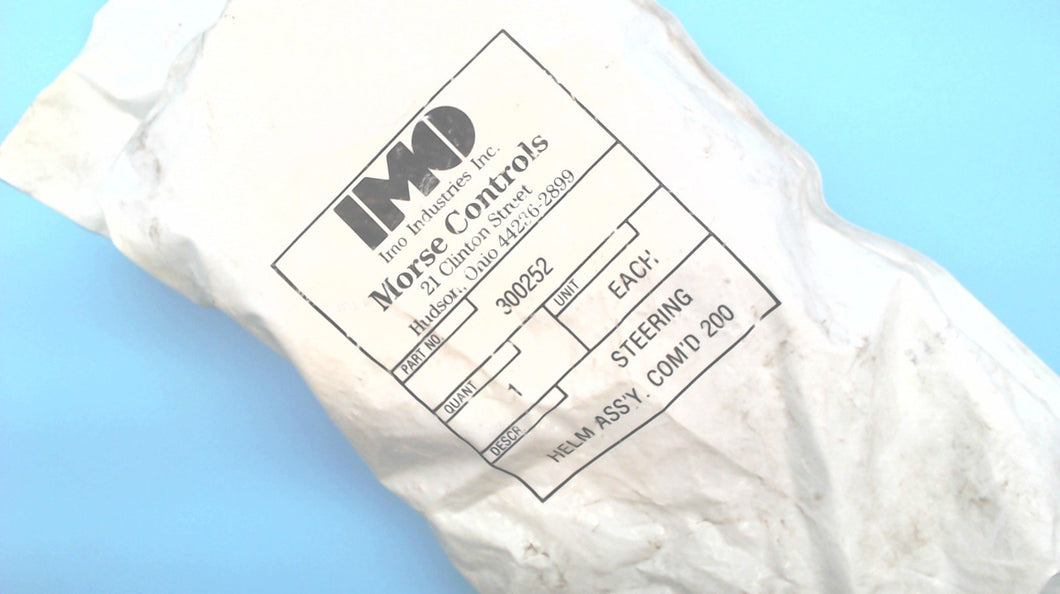 IMO
Imo Industries Inc.
Morse Controls
21 Clinton Street
Hudson, Ohio 44236-2899
PART NO. 300252
QUANT 1 UNIT EACH
DESCR STEERING
HELM ASS'Y. COM'D 200